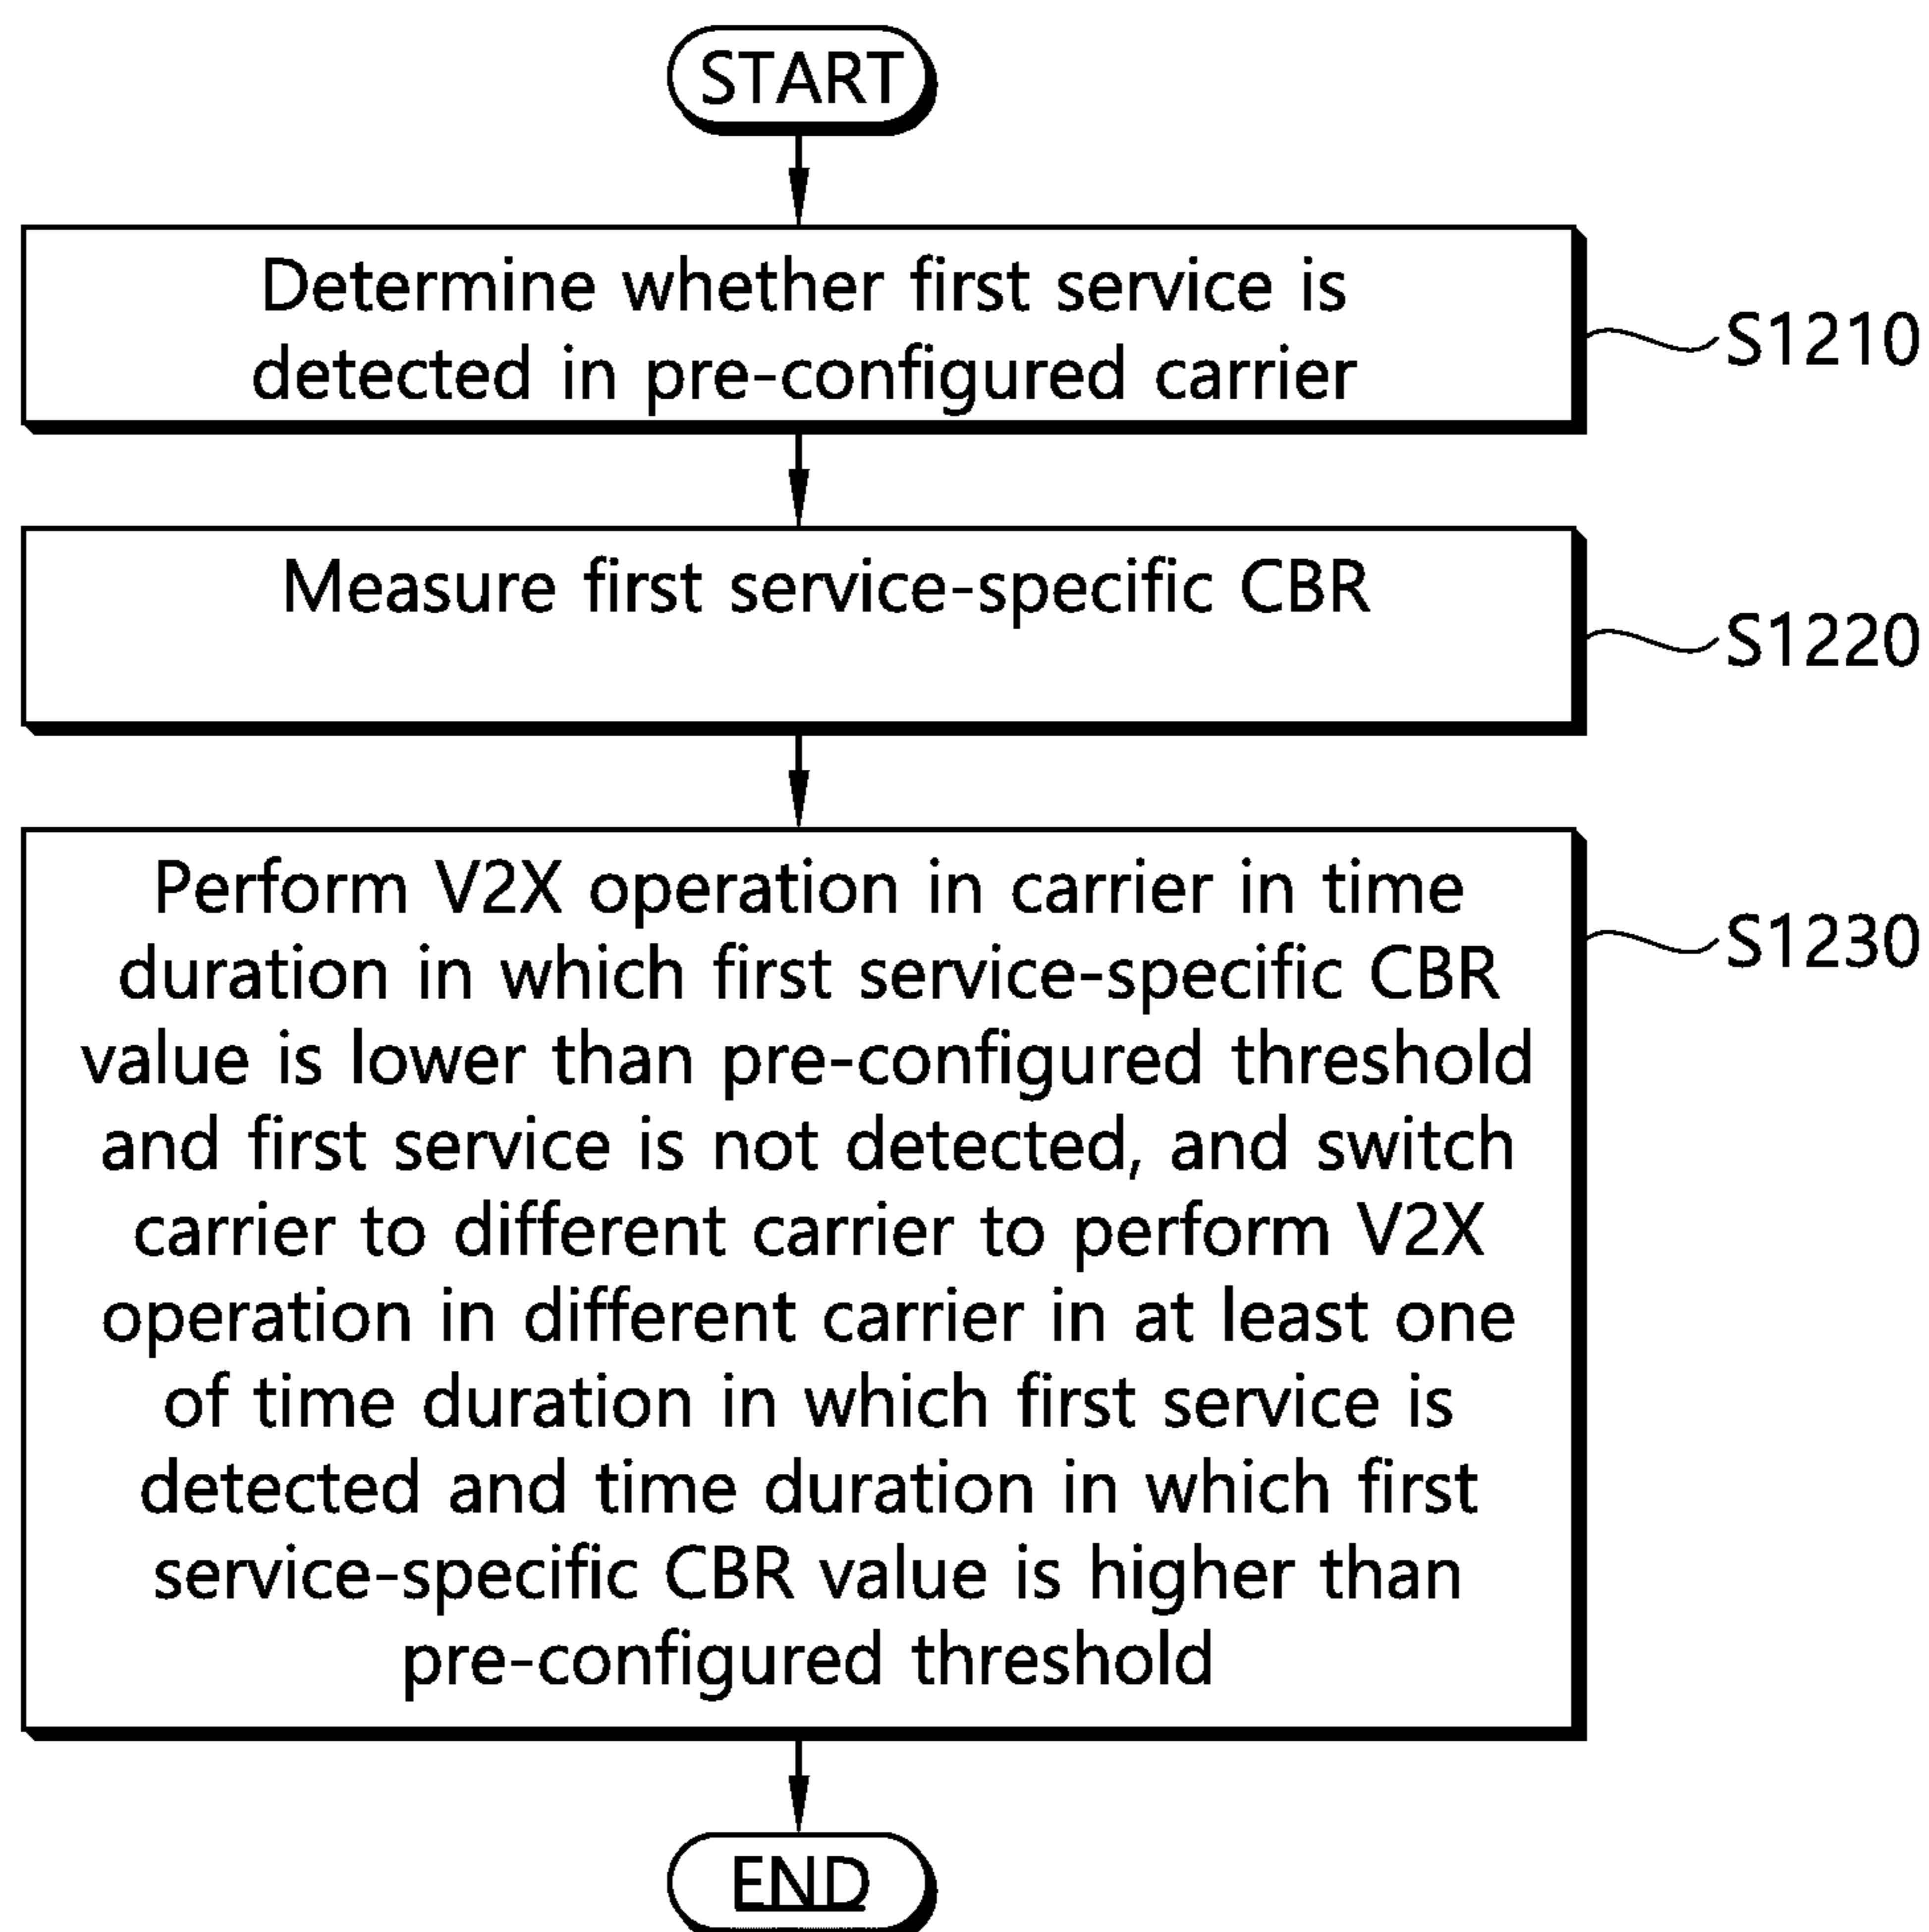 START
Determine whether first service is
detected in pre-configured carrier
S1210
Measure first service-specific CBR
S1220
Perform V2X operation in carrier in time
duration in which first service-specific CBR
value is lower than pre-configured threshold
and first service is not detected, and switch
carrier to different carrier to perform V2X
operation in different carrier in at least one
of time duration in which first service is
detected and time duration in which first
service-specific CBR value is higher than
pre-configured threshold
S1230
END